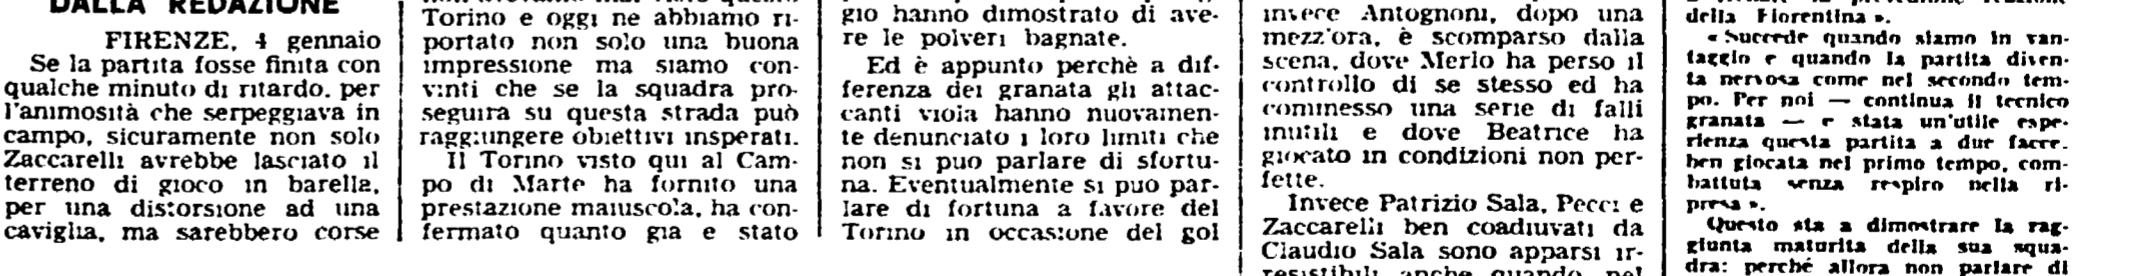 DALLA REDAZIONE
FIRENZE, 4 gennaio
Se la partita fosse finita con
qualche minuto di ritardo. per
l'animosità che serpeggiava in
campo, sicuramente non solo
Zaccarelli avrebbe lasciato il
terreno di gioco in barella,
per una distorsione ad una
caviglia, ma sarebbero corse
Torino e oggi ne abbiamo ri-
portato non solo una buona
impressione ma siamo con-
vinti che se la squadra pro-
seguirà su questa strada può
raggiungere obiettivi insperati.
Il Torino visto qui al Cam-
po di Marte ha fornito una
prestazione maiuscola, ha con-
fermato quanto già e stato
gio hanno dimostrato di ave-
re le polveri bagnate.
Ed è appunto perchè a dif-
ferenza dei granata gli attac-
canti viola hanno nuovamen-
te denunciato i loro limiti che
non si può parlare di sfortu-
na. Eventualmente si può par-
lare di fortuna a favore del
Torino in occasione del gol
invece Antognoni, dopo una
mezz'ora, è scomparso dalla
scena, dove Merlo ha perso il
controllo di se stesso ed ha
commesso una serie di falli
inutili e dove Beatrice ha
giocato in condizioni non per-
fette.
Invece Patrizio Sala, Pecci e
Zaccarelli ben coadiuvati da
Claudio Sala sono apparsi ir-
resistibili anche quando nel
della Fiorentina ».
« Succede quando siamo in van-
taggio e quando la partita diven-
ta nervosa come nel secondo tem-
po. Per noi — continua il tecnico
granata — e stata un'utile espe-
rienza questa partita a due facce.
ben giocata nel primo tempo, com-
battuta senza respiro nella ri-
presa ».
Questo sta a dimostrare la rag-
giunta maturita della sua squa-
dra: perché allora non parlare di